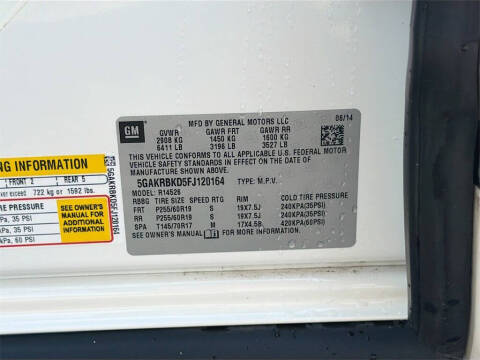 MFD BY GENERAL MOTORS LLC 08/14
GM
GVWR GAWR FRT GAWR RR
2908 KG 1450 KG 1600 KG
6411 LB 3196 LB 3527 LB
THIS VEHICLE CONFORMS TO ALL APPLICABLE U.S. FEDERAL MOTOR
VEHICLE SAFETY STANDARDS IN EFFECT ON THE DATE OF
MANUFACTURE SHOWN ABOVE.
5GAKRBKD5FJ120164 TYPE: M.P.V.
MODEL: R14526
RBBG TIRE SIZE SPEED RTG RIM COLD TIRE PRESSURE
FRT P255/60R19 S 19X7.5J 240KPA(35PSI)
RR P255/60R19 S 19X7.5J 240KPA(35PSI)
SPA T145/70R17 M 17X4.5B 420KPA(60PSI)
SEE OWNER'S MANUAL FOR MORE INFORMATION.
NG INFORMATION
FRONT 2 REAR 5
exceed 722 kg or 1592 lbs.
RE PRESSURE
Pa, 35 PSI
Pa, 35 PSI
Pa, 60 PSI
SEE OWNER'S
MANUAL FOR
ADDITIONAL
INFORMATION
5GAKRBKD5FJ120164